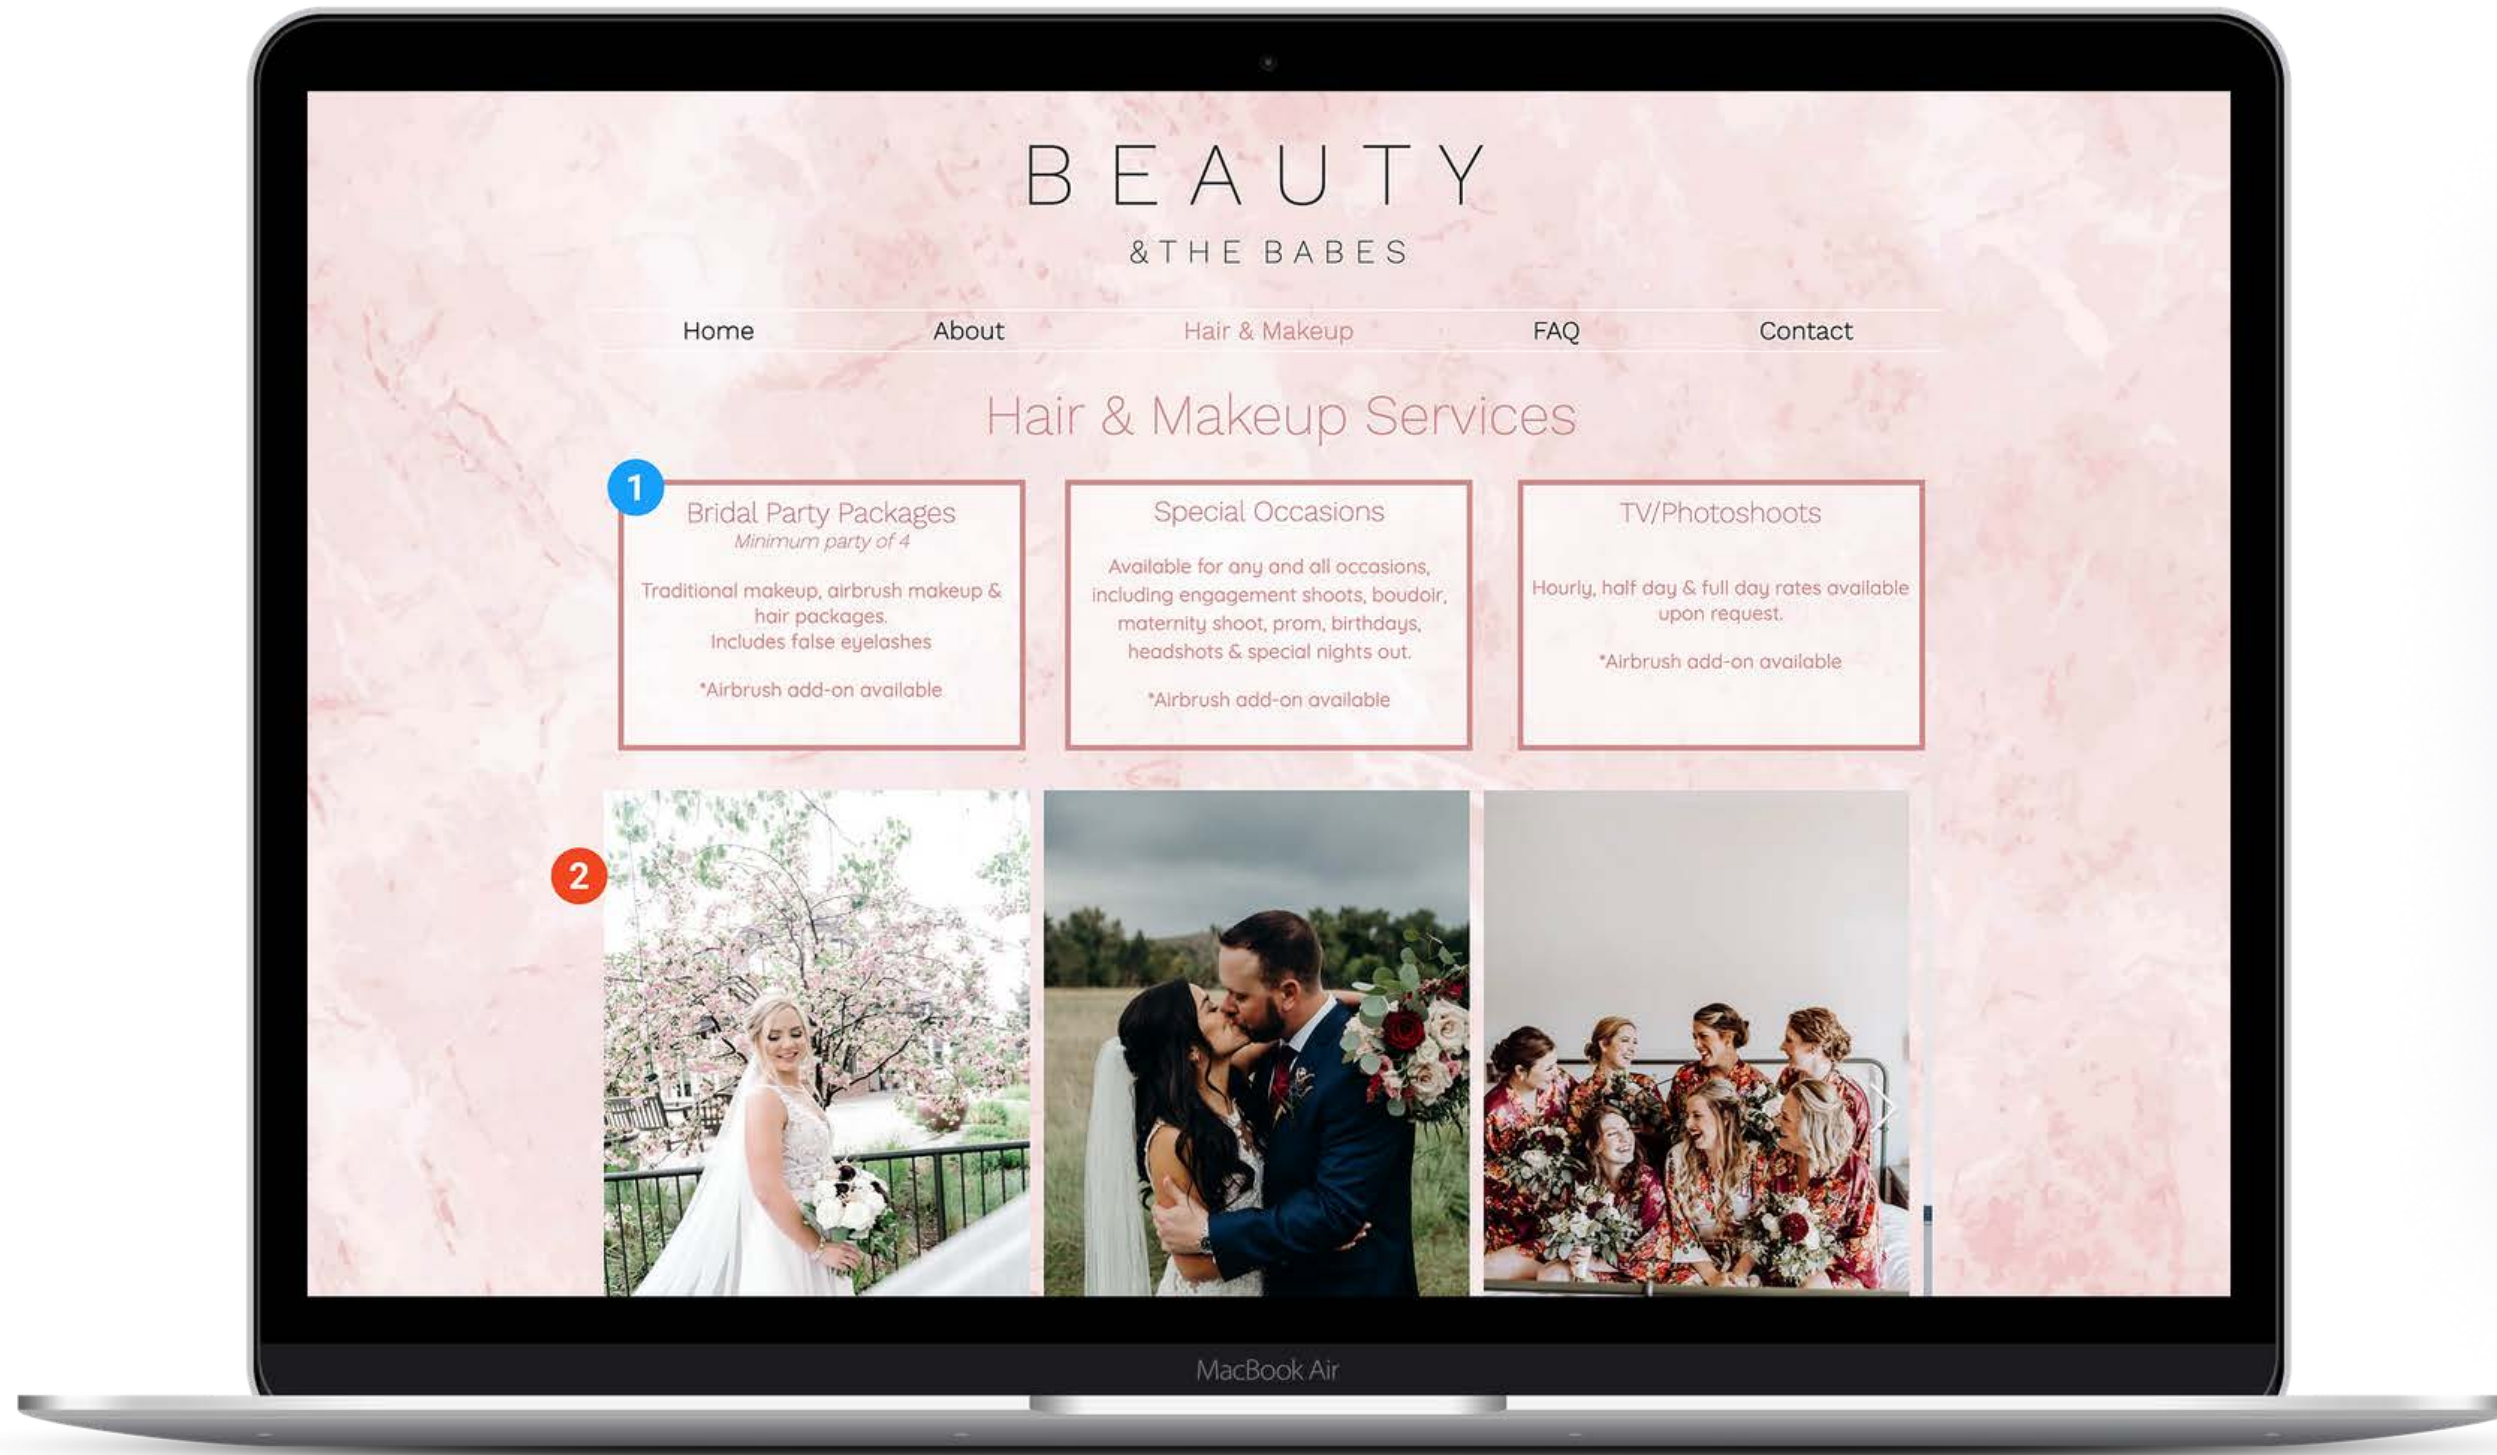 BEAUTY
&THE BABES
Home About Hair & Makeup FAQ Contact
Hair & Makeup Services
1
Bridal Party Packages
Minimum party of 4
Traditional makeup, airbrush makeup &
hair packages.
Includes false eyelashes
*Airbrush add-on available
Special Occasions
Available for any and all occasions,
including engagement shoots, boudoir,
maternity shoot, prom, birthdays,
headshots & special nights out.
*Airbrush add-on available
TV/Photoshoots
Hourly, half day & full day rates available
upon request.
*Airbrush add-on available
2
MacBook Air